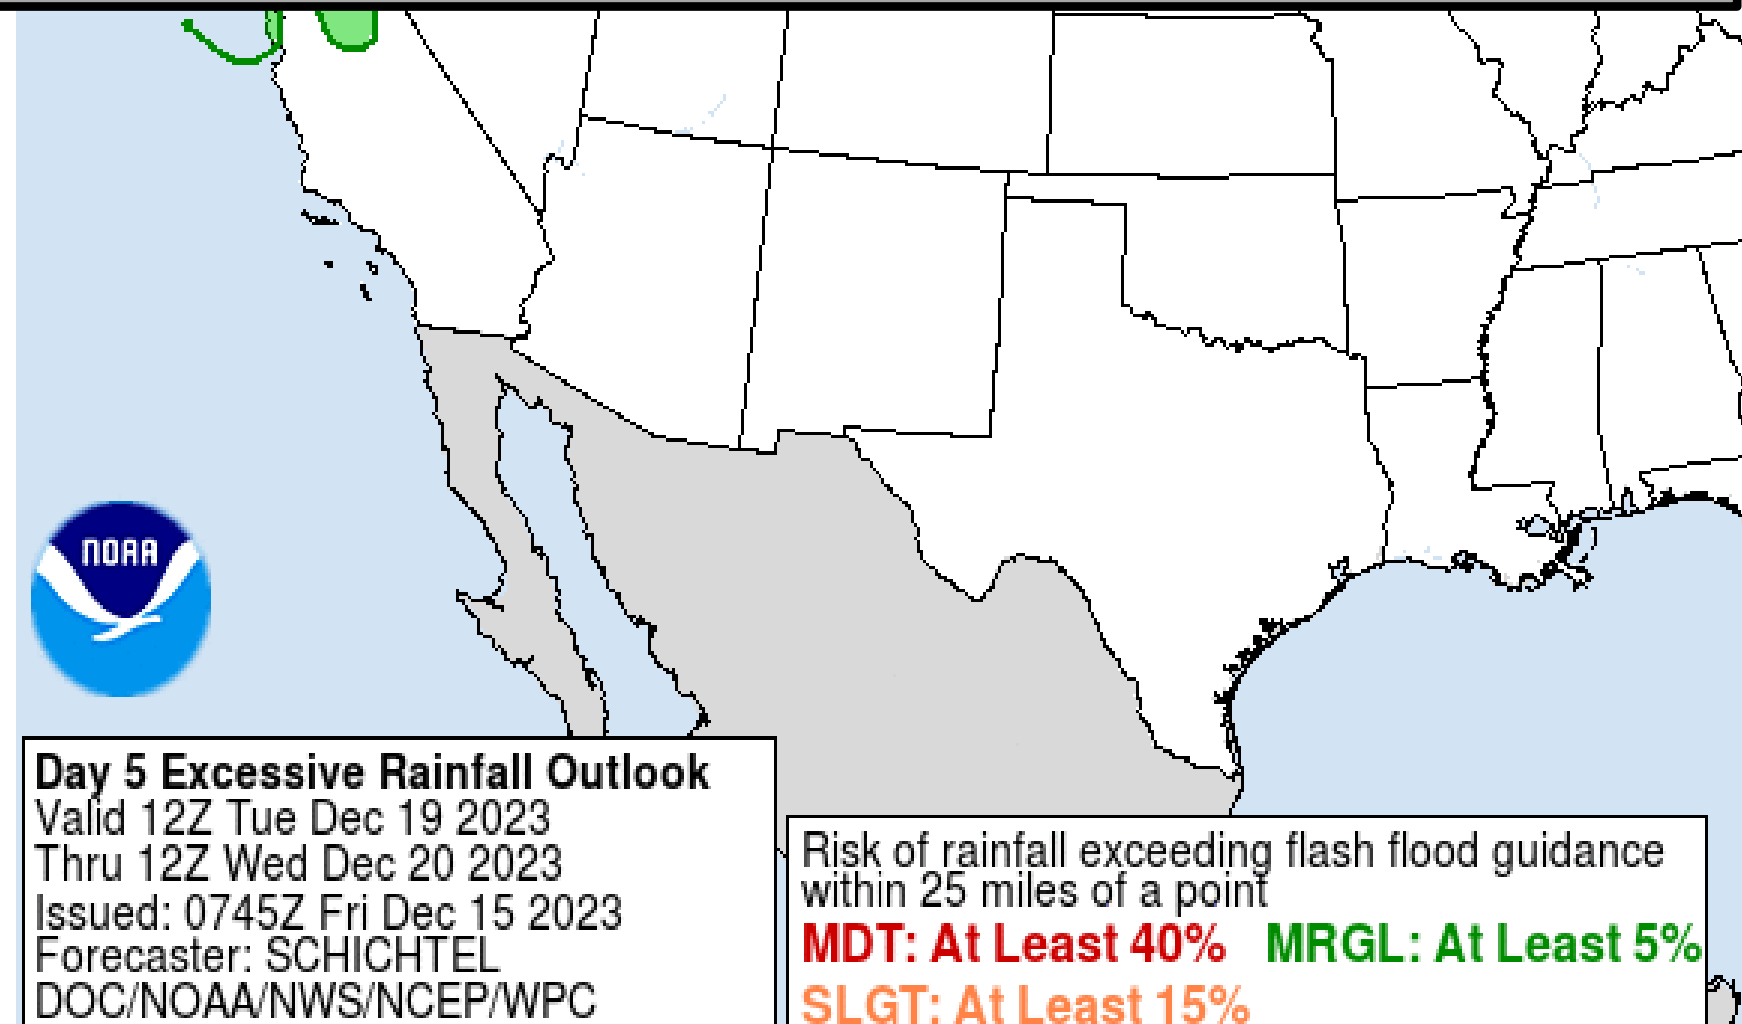 NOAA
Day 5 Excessive Rainfall Outlook
Valid 12Z Tue Dec 19 2023
Thru 12Z Wed Dec 20 2023
Issued: 0745Z Fri Dec 15 2023
Forecaster: SCHICHTEL
DOC/NOAA/NWS/NCEP/WPC
Risk of rainfall exceeding flash flood guidance
within 25 miles of a point
MDT: At Least 40% MRGL: At Least 5%
SLGT: At Least 15%